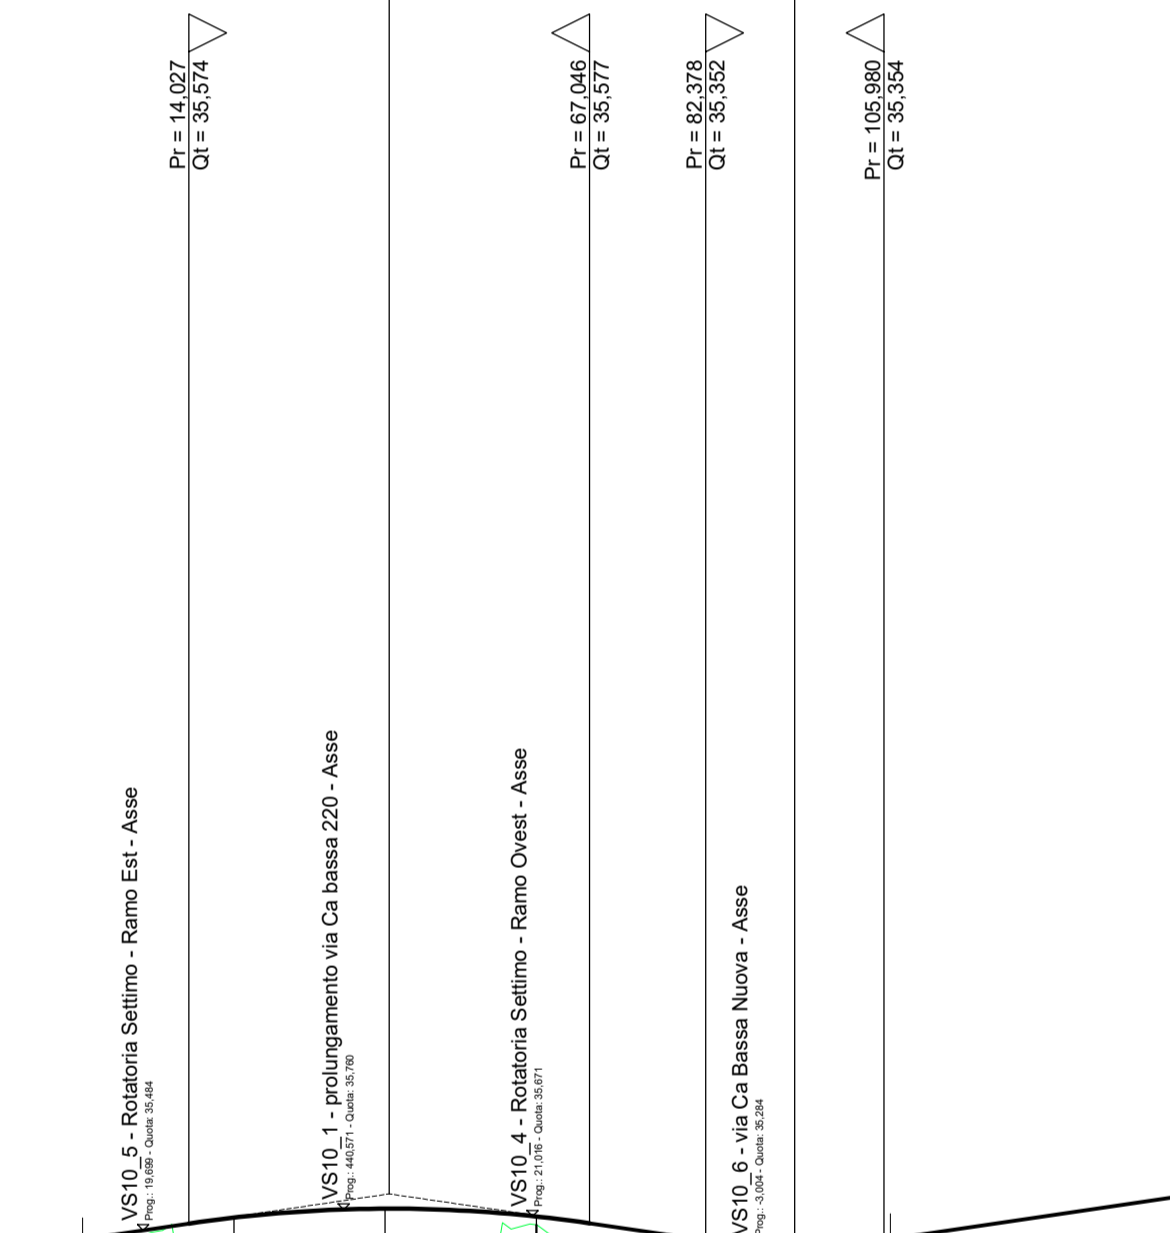 Pr = 14,027
Qt = 35,574
Pr = 67,046
Qt = 35,577
Pr = 82,378
Qt = 35,352
Pr = 105,980
Qt = 35,354
VS10_5 - Rotatoria Settimo - Ramo Est - Asse
Prog.: 19,699 - Quota: 35,484
VS10_1 - prolungamento via Ca bassa 220 - Asse
Prog.: 440,571 - Quota: 35,760
VS10_4 - Rotatoria Settimo - Ramo Ovest - Asse
Prog.: 21,016 - Quota: 35,671
VS10_6 - via Ca Bassa Nuova - Asse
Prog.: -3,004 - Quota: 35,284